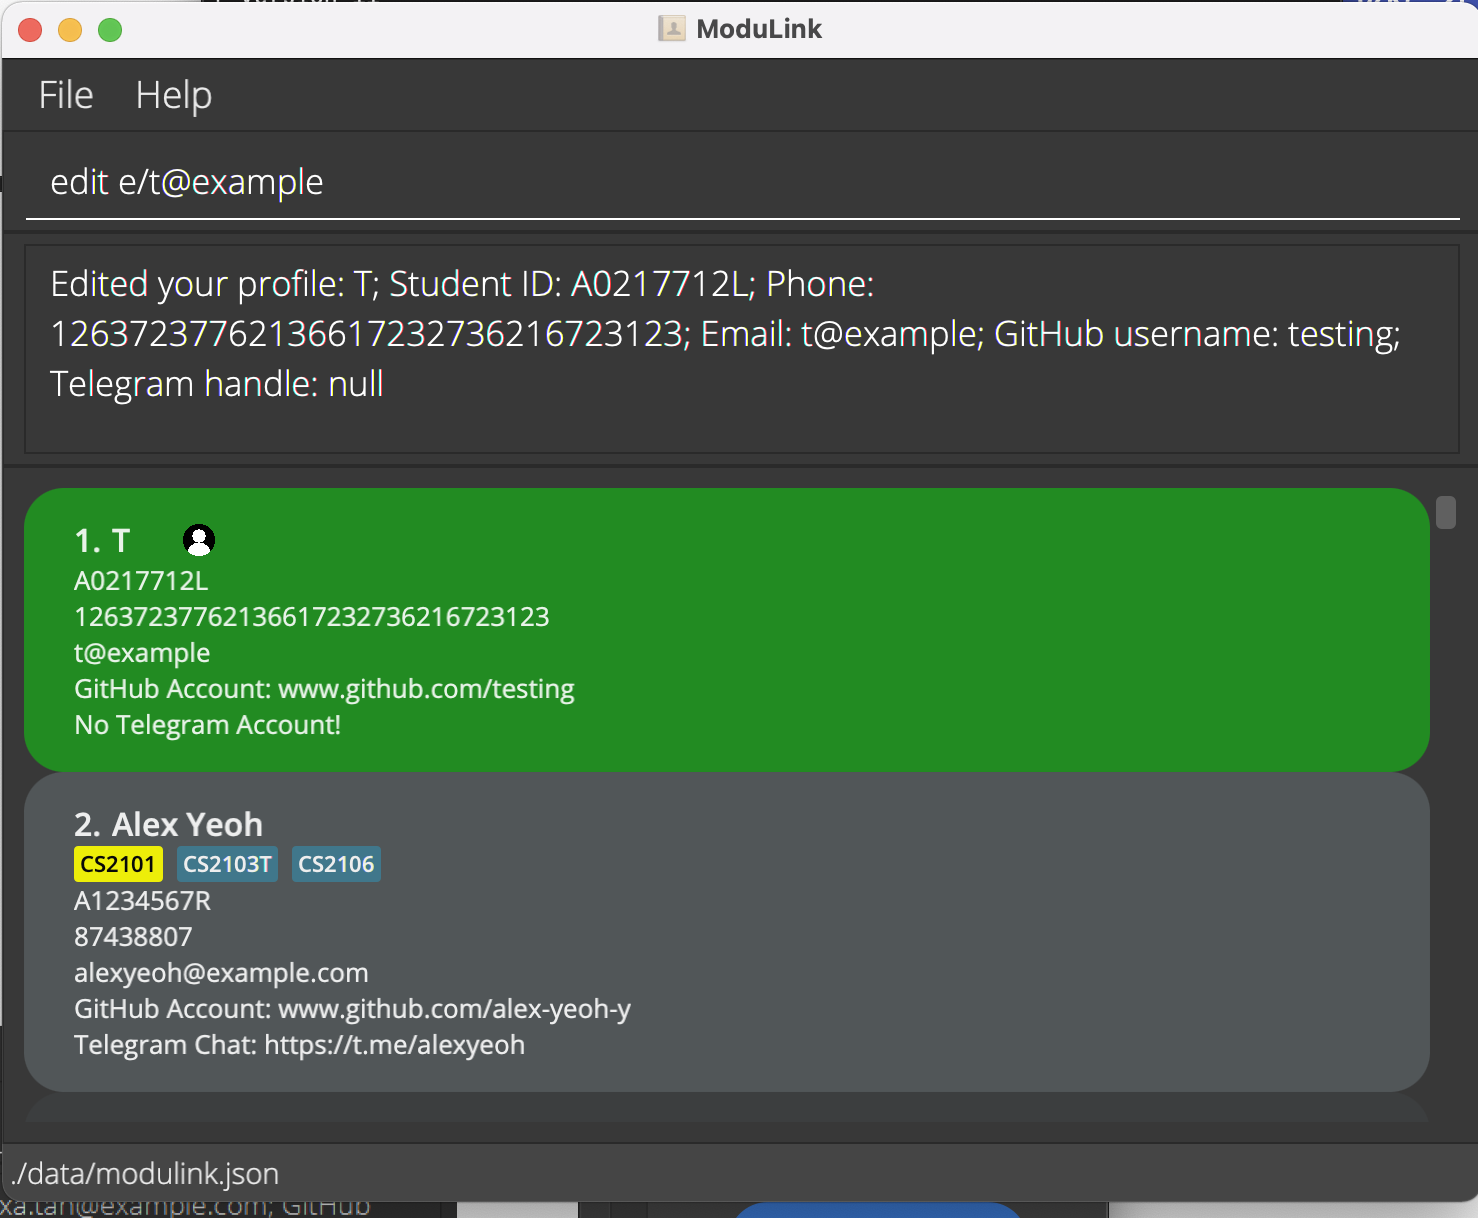 ModuLink
File Help
edit e/t@example
Edited your profile: T; Student ID: A0217712L; Phone:
126372377621366172327362167​23123; Email: t@example; GitHub username: testing;
Telegram handle: null
1. T
A0217712L
12637237762136617232736216723123
t@example
GitHub Account: www.github.com/testing
No Telegram Account!
2. Alex Yeoh
CS2101 CS2103T CS2106
A1234567R
87438807
alexyeoh@example.com
GitHub Account: www.github.com/alex-yeoh-y
Telegram Chat: https://t.me/alexyeoh
./data/modulink.json
xa.tan@example.com; GitHub